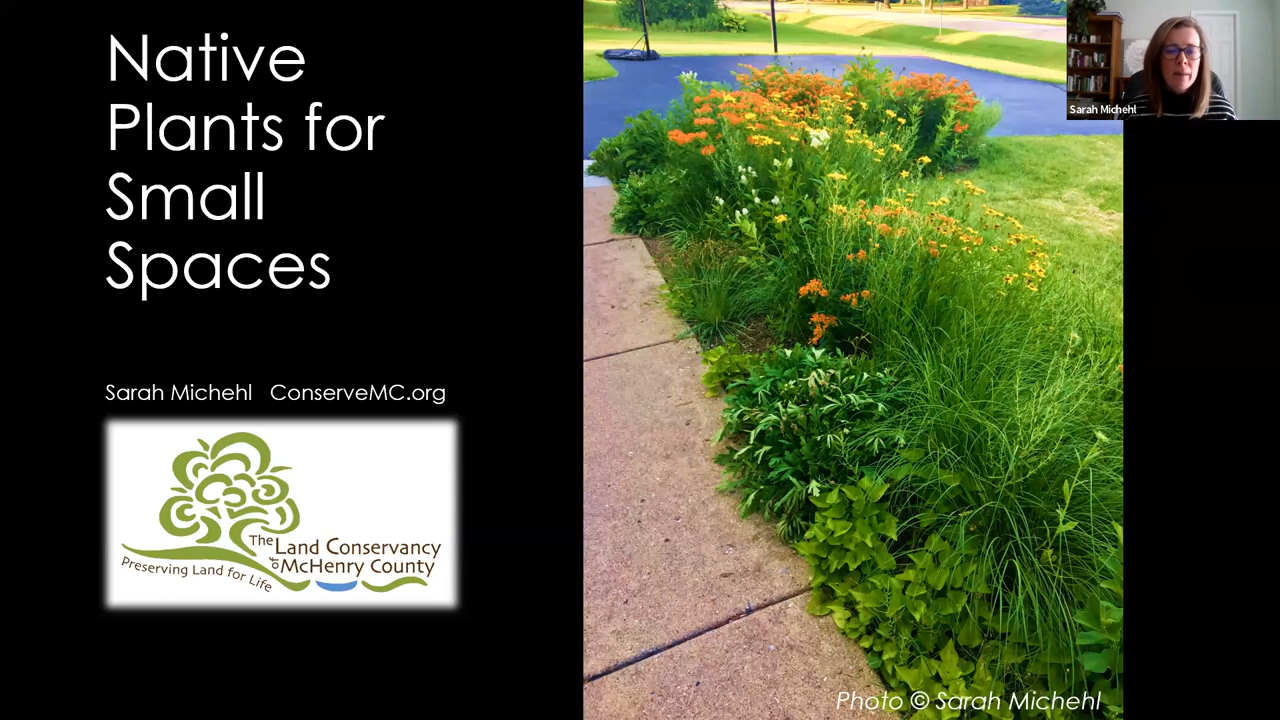 Native
Plants for
Small
Spaces
Sarah Michehl ConserveMC.org
The Land Conservancy
of McHenry County
Preserving Land for Life
Sarah Michehl
Photo © Sarah Michehl